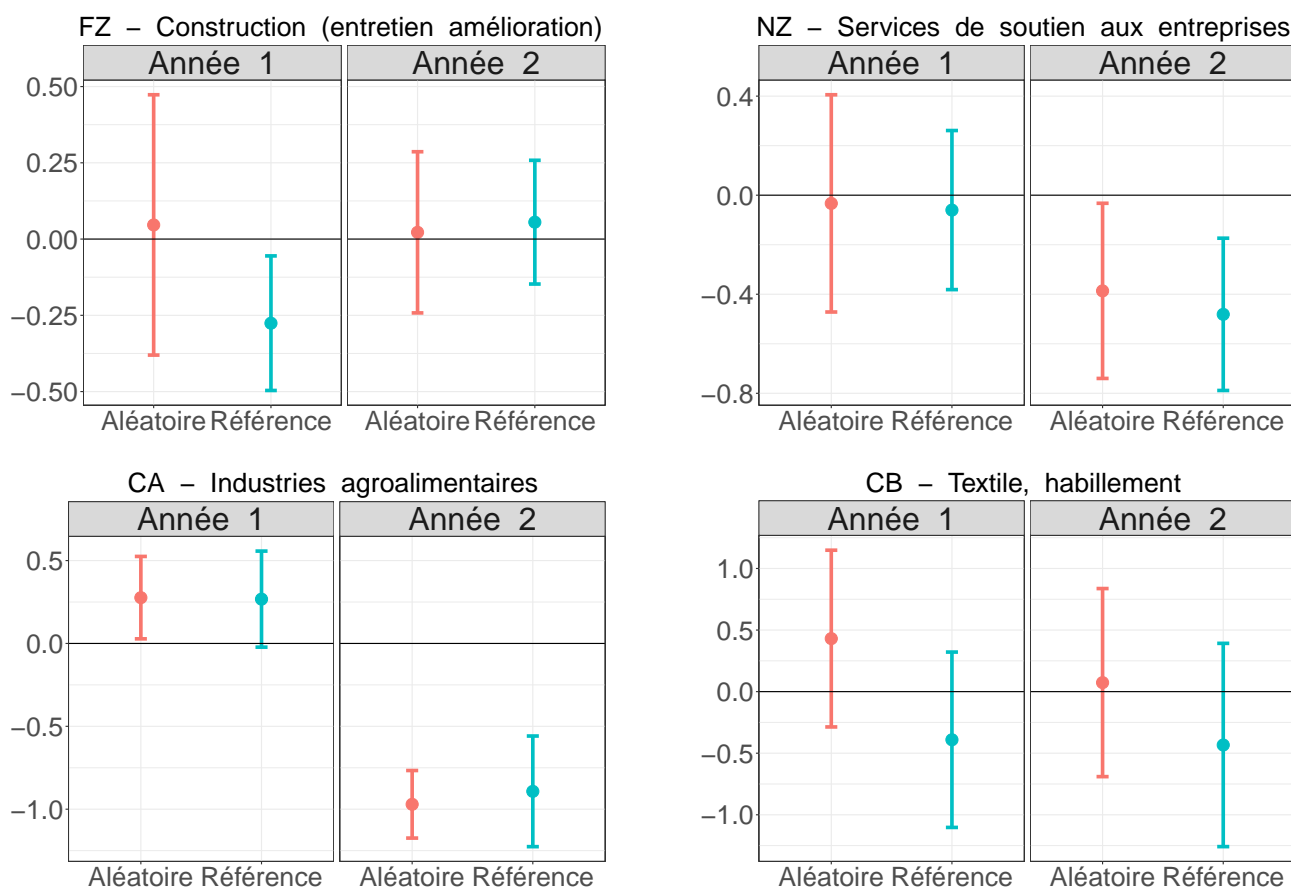 FZ – Construction (entretien amélioration)
Année 1
Année 2
0.50
0.25
0.00
−0.25
−0.50
Aléatoire Référence
Aléatoire Référence
NZ – Services de soutien aux entreprises
Année 1
Année 2
0.4
0.0
−0.4
−0.8
Aléatoire Référence
Aléatoire Référence
CA – Industries agroalimentaires
Année 1
Année 2
0.5
0.0
−0.5
−1.0
Aléatoire Référence
Aléatoire Référence
CB – Textile, habillement
Année 1
Année 2
1.0
0.5
0.0
−0.5
−1.0
Aléatoire Référence
Aléatoire Référence